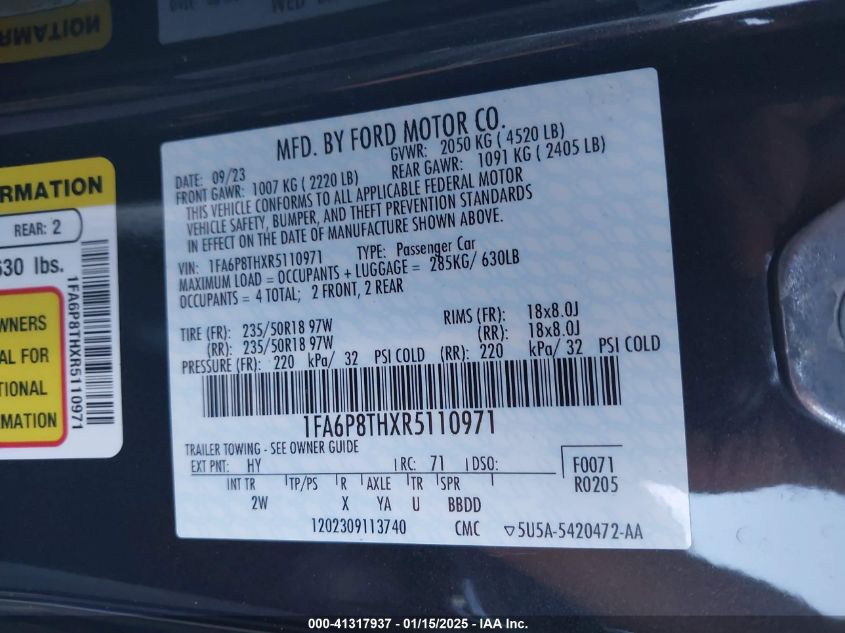 RMATION
WED
MFD. BY FORD MOTOR CO.
DATE: 09/23 GVWR: 2050 KG ( 4520 LB)
FRONT GAWR: 1007 KG ( 2220 LB) REAR GAWR: 1091 KG ( 2405 LB)
THIS VEHICLE CONFORMS TO ALL APPLICABLE FEDERAL MOTOR
VEHICLE SAFETY, BUMPER, AND THEFT PREVENTION STANDARDS
IN EFFECT ON THE DATE OF MANUFACTURE SHOWN ABOVE.
VIN: 1FA6P8THXR5110971 TYPE: Passenger Car
MAXIMUM LOAD = OCCUPANTS + LUGGAGE = 285KG/ 630LB
OCCUPANTS = 4 TOTAL; 2 FRONT, 2 REAR
TIRE (FR): 235/50R18 97W RIMS (FR): 18x8.0J
(RR): 235/50R18 97W (RR): 18x8.0J
PRESSURE (FR): 220 kPa/ 32 PSI COLD (RR): 220 kPa/ 32 PSI COLD
1FA6P8THXR5110971
TRAILER TOWING - SEE OWNER GUIDE
EXT PNT: HY RC: 71 DSO: F0071
INT TR TP/PS R AXLE TR SPR R0205
2W X YA U BBDD
1202309113740 CMC ▽5U5A-5420472-AA
RMATION
REAR: 2
630 lbs.
1FA6P8THXR5110971
WNERS
AL FOR
TIONAL
MATION
000-41317937 - 01/15/2025 - IAA Inc.